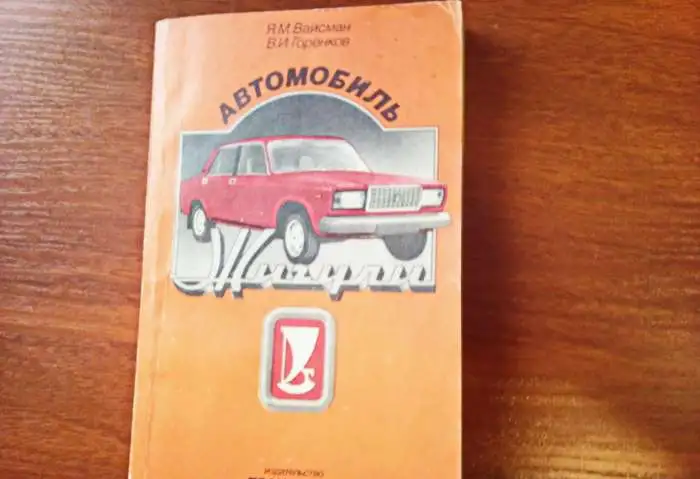 Я.М. Вайсман
В.И. Горенков
АВТОМОБИЛЬ
Жигули
ИЗДАТЕЛЬСТВО